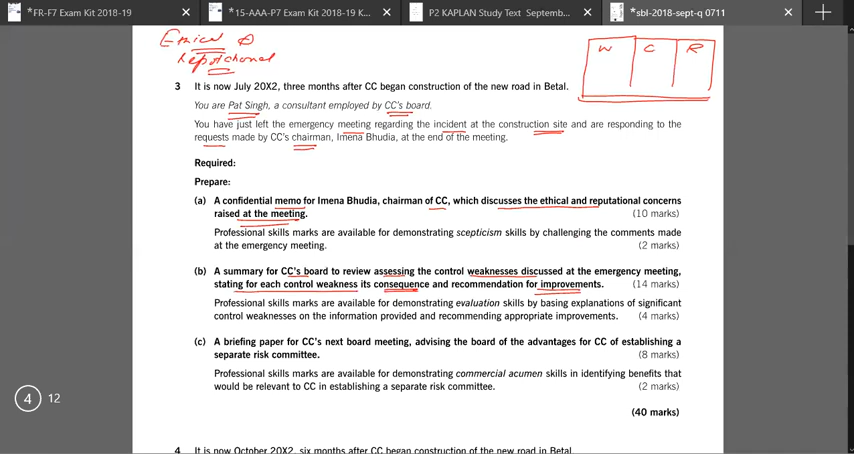 *FR-F7 Exam Kit 2018-19
*15-AAA-P7 Exam Kit 2018-19 K...
P2 KAPLAN Study Text Septemb...
*sbl-2018-sept-q 0711
Ethical &
Reputational
W C R
3 It is now July 20X2, three months after CC began construction of the new road in Betal.
You are Pat Singh, a consultant employed by CC's board.
You have just left the emergency meeting regarding the incident at the construction site and are responding to the
requests made by CC's chairman, Imena Bhudia, at the end of the meeting.
Required:
Prepare:
(a) A confidential memo for Imena Bhudia, chairman of CC, which discusses the ethical and reputational concerns
raised at the meeting. (10 marks)
Professional skills marks are available for demonstrating scepticism skills by challenging the comments made
at the emergency meeting. (2 marks)
(b) A summary for CC's board to review assessing the control weaknesses discussed at the emergency meeting,
stating for each control weakness its consequence and recommendation for improvements. (14 marks)
Professional skills marks are available for demonstrating evaluation skills by basing explanations of significant
control weaknesses on the information provided and recommending appropriate improvements. (4 marks)
(c) A briefing paper for CC's next board meeting, advising the board of the advantages for CC of establishing a
separate risk committee. (8 marks)
Professional skills marks are available for demonstrating commercial acumen skills in identifying benefits that
would be relevant to CC in establishing a separate risk committee. (2 marks)
4 12
(40 marks)
4 It is now October 20X2, six months after CC began construction of the new road in Betal.